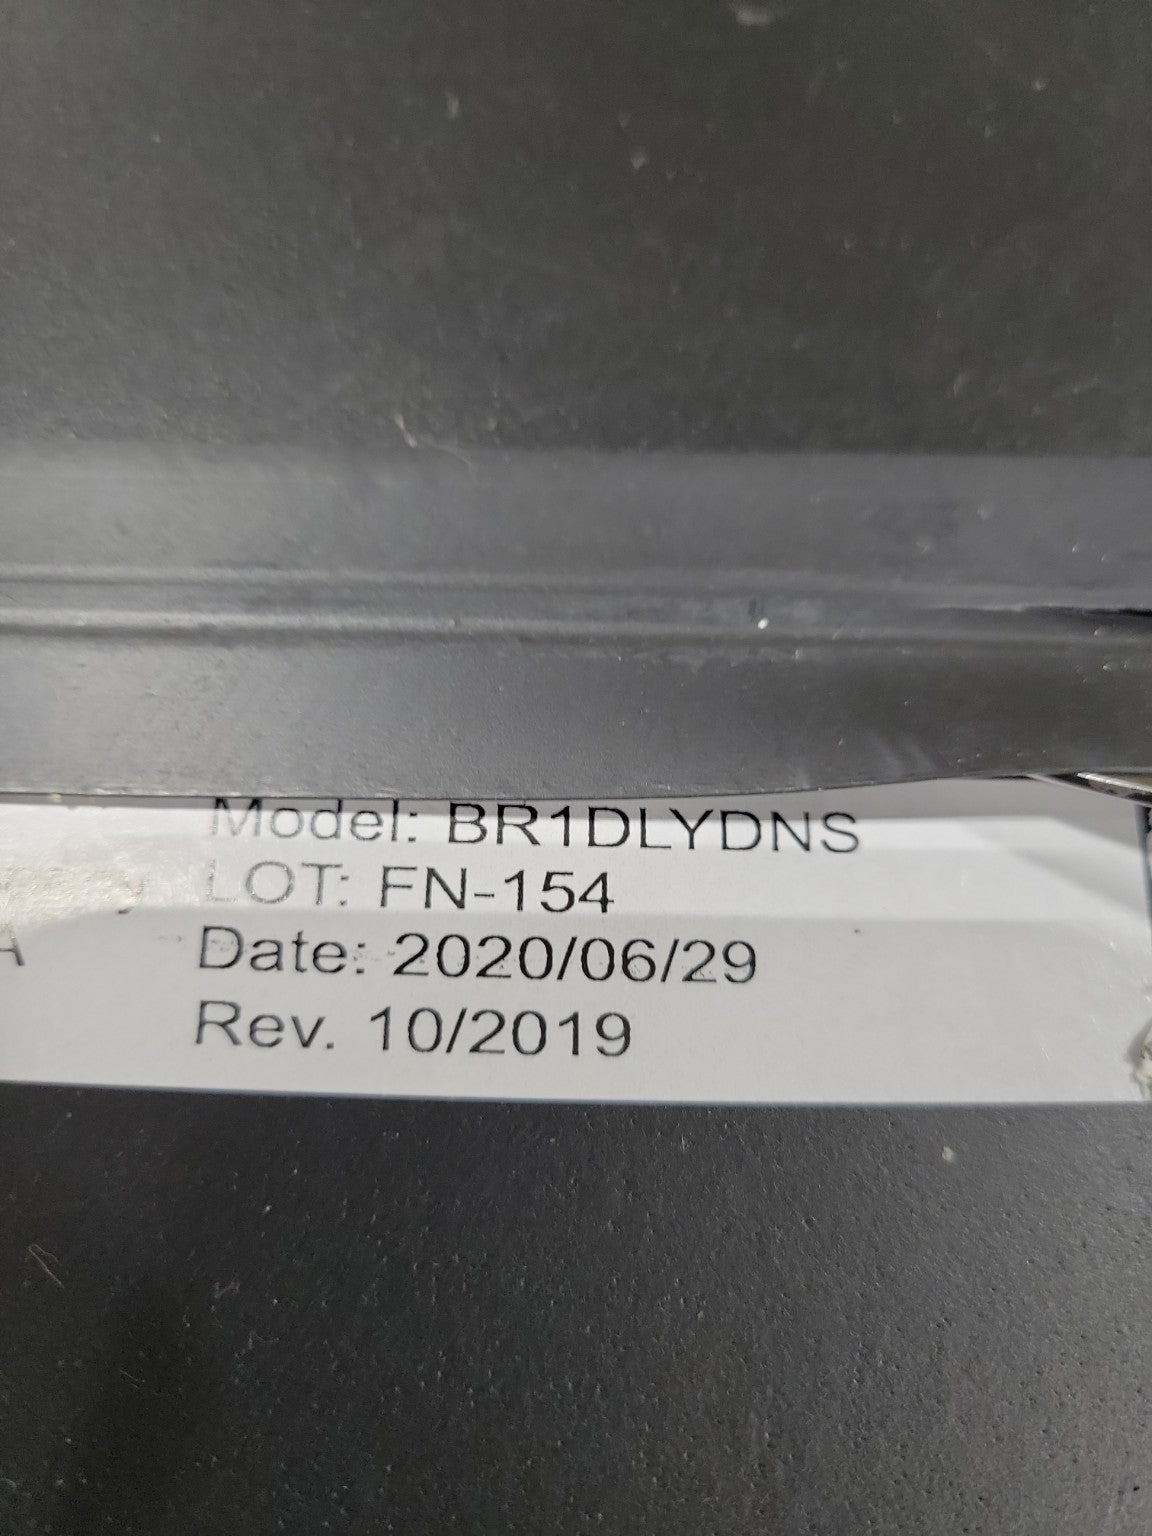 Model: BR1DLYDNS
LOT: FN-154
A
Date: 2020/06/29
Rev. 10/2019